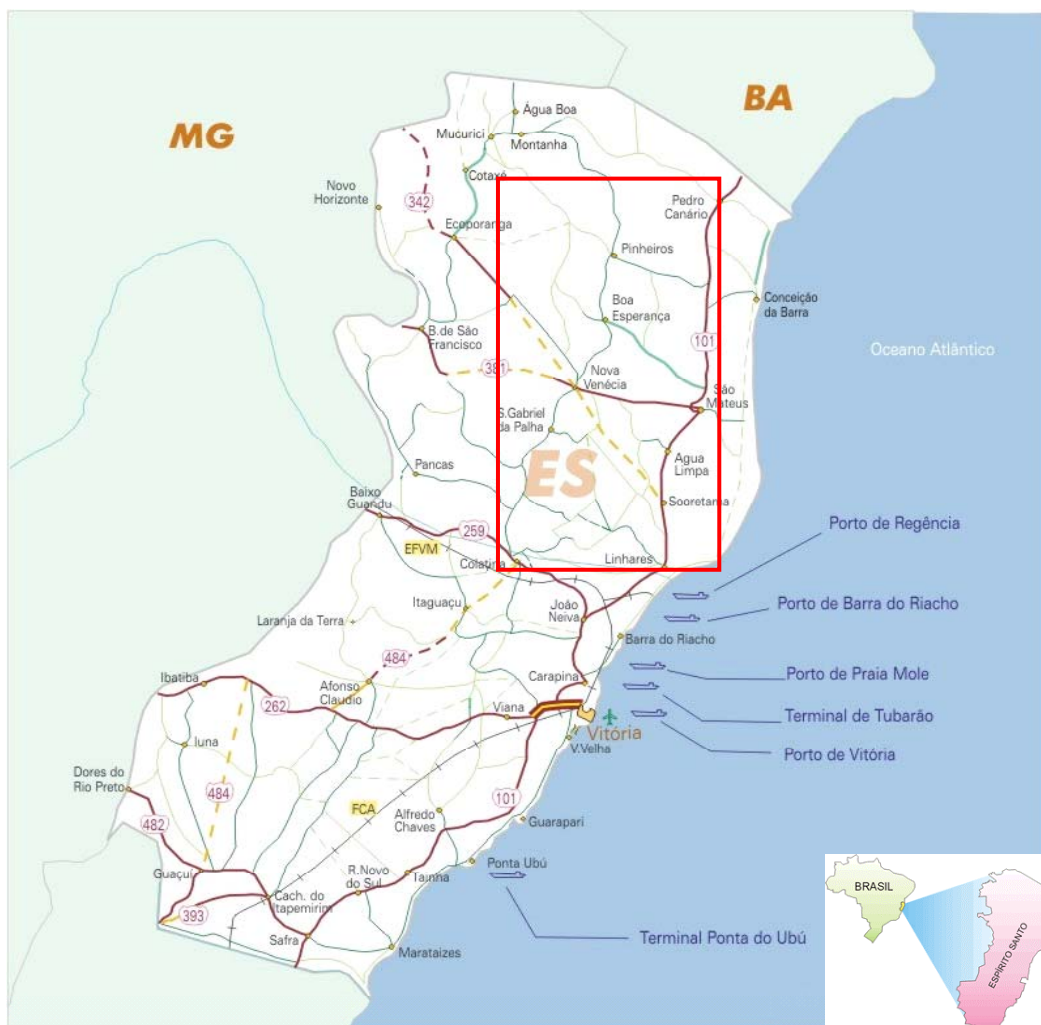 BA
MG
Água Boa
Mucurici
Montanha
Cotaxé
Novo
Horizonte
342
Pedro
Canário
Ecoporanga
Pinheiros
Conceição
da Barra
Boa
Esperança
B. de São
Francisco
101
Oceano Atlântico
381
Nova
Venécia
São
Mateus
S.Gabriel
da Palha
Agua
Limpa
ES
Pancas
Baixo
Guandu
Sooretama
Porto de Regência
259
EFVM
Colatina
Linhares
Porto de Barra do Riacho
Itaguaçu
João
Neiva
Laranja da Terra
Barra do Riacho
484
Porto de Praia Mole
Ibatiba
Afonso
Claudio
Carapina
262
Viana
Terminal de Tubarão
Vitória
V.Velha
Porto de Vitória
Iuna
Dores do
Rio Preto
484
101
FCA
Alfredo
Chaves
Guarapari
482
Ponta Ubú
Guaçuí
R.Novo
do Sul
Tainha
Cach. do
Itapemirim
393
Safra
Marataizes
Terminal Ponta do Ubú
BRASIL
ESPÍRITO SANTO